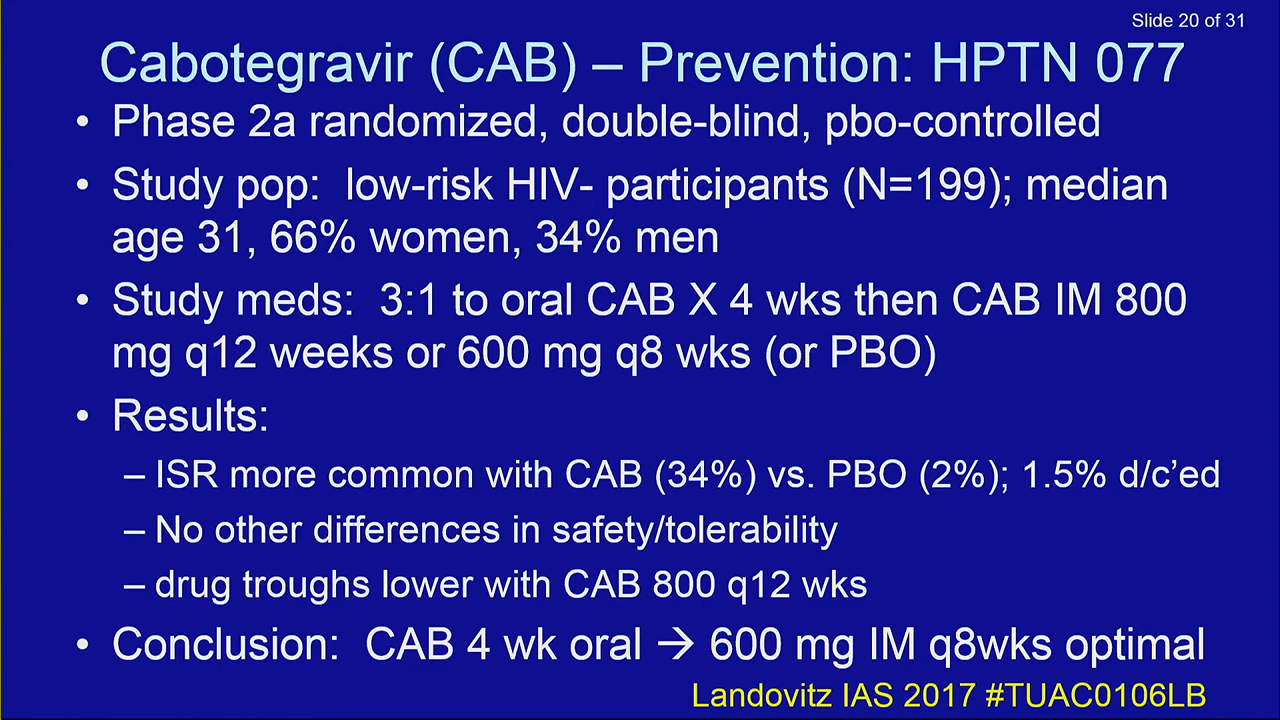 Slide 20 of 31
Cabotegravir (CAB) – Prevention: HPTN 077
• Phase 2a randomized, double-blind, pbo-controlled
• Study pop: low-risk HIV- participants (N=199); median
age 31, 66% women, 34% men
• Study meds: 3:1 to oral CAB X 4 wks then CAB IM 800
mg q12 weeks or 600 mg q8 wks (or PBO)
• Results:
– ISR more common with CAB (34%) vs. PBO (2%); 1.5% d/c’ed
– No other differences in safety/tolerability
– drug troughs lower with CAB 800 q12 wks
• Conclusion: CAB 4 wk oral → 600 mg IM q8wks optimal
Landovitz IAS 2017 #TUAC0106LB